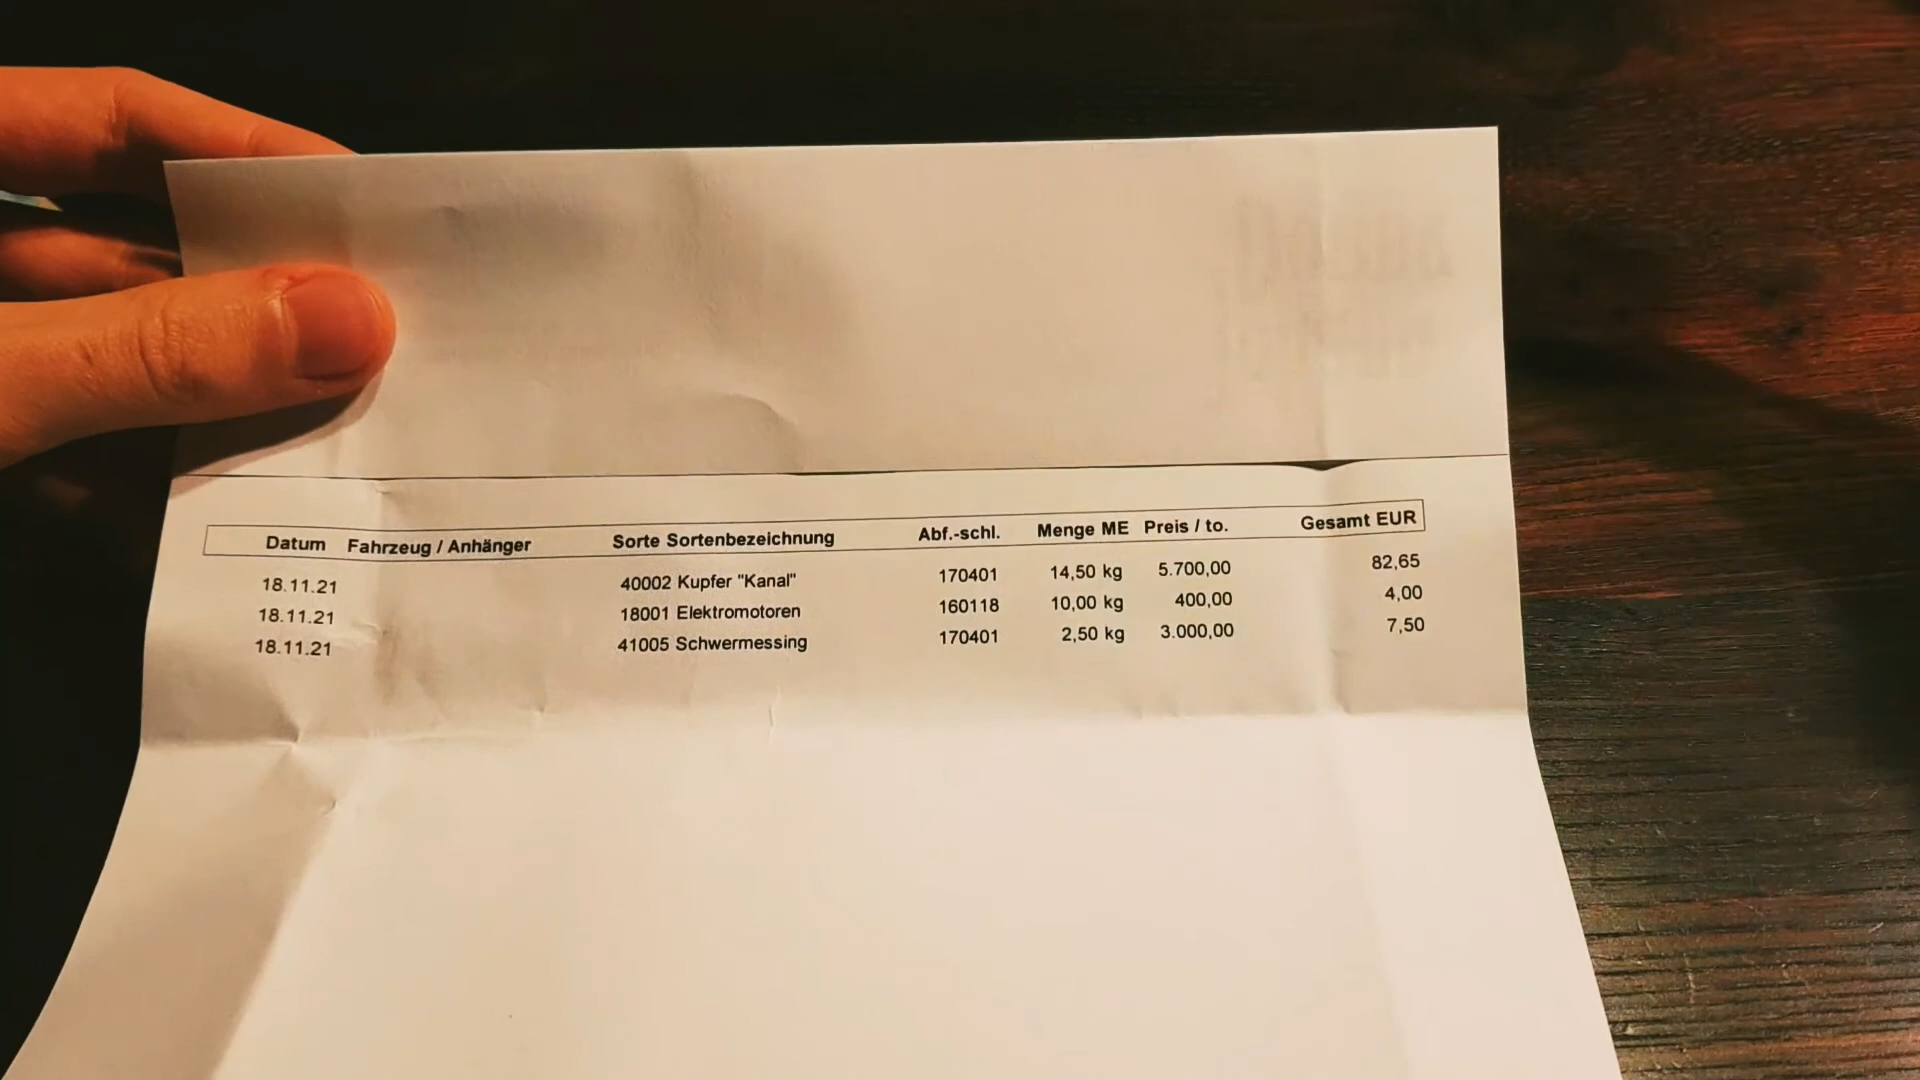 Datum Fahrzeug / Anhänger Sorte Sortenbezeichnung Abf.-schl. Menge ME Preis / to. Gesamt EUR
18.11.21 40002 Kupfer "Kanal" 170401 14,50 kg 5.700,00 82,65
18.11.21 18001 Elektromotoren 160118 10,00 kg 400,00 4,00
18.11.21 41005 Schwermessing 170401 2,50 kg 3.000,00 7,50